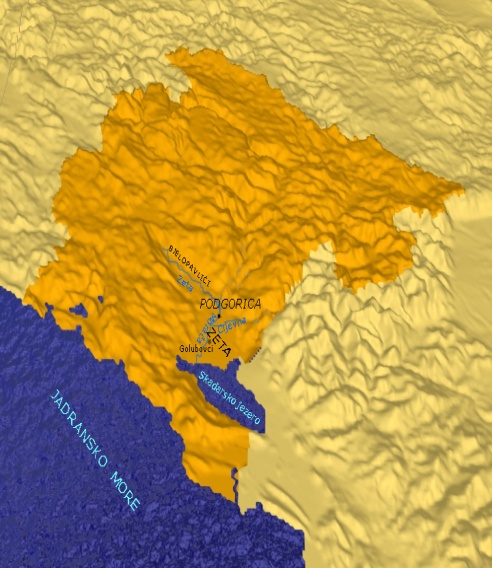 BJELOPAVLIĆI
Zeta
PODGORICA
Cijevna
ZETA
Golubovci
Skadarsko Jezero
JADRANSKO MORE